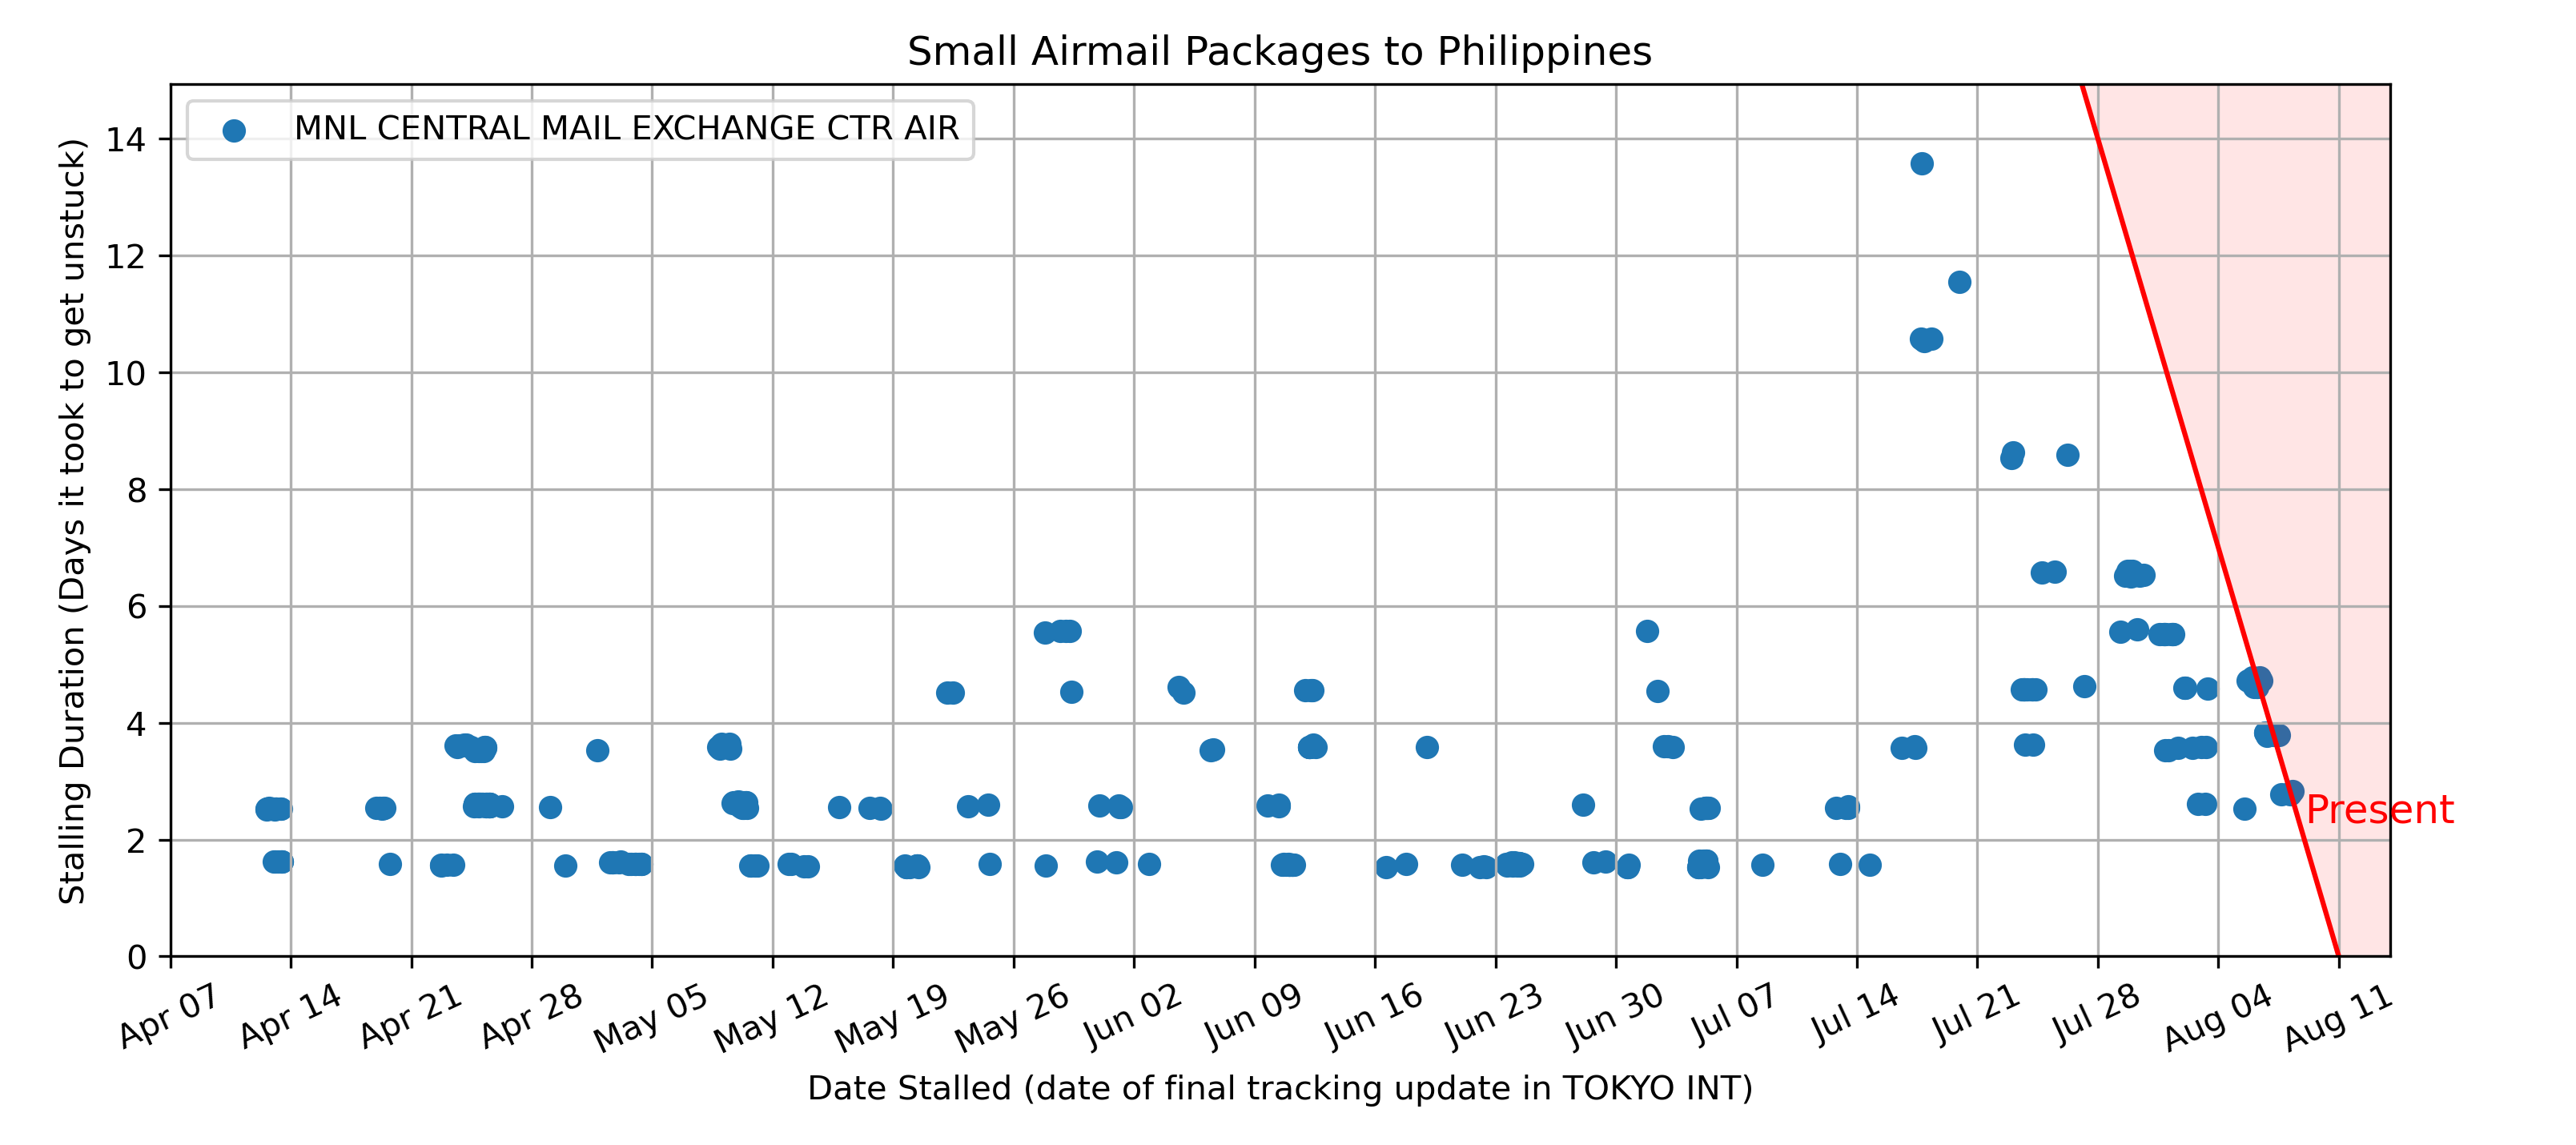 Small Airmail Packages to Philippines
MNL CENTRAL MAIL EXCHANGE CTR AIR
Stalling Duration (Days it took to get unstuck)
14
12
10
8
6
4
2
0
Present
Apr 07
Apr 14
Apr 21
Apr 28
May 05
May 12
May 19
May 26
Jun 02
Jun 09
Jun 16
Jun 23
Jun 30
Jul 07
Jul 14
Jul 21
Jul 28
Aug 04
Aug 11
Date Stalled (date of final tracking update in TOKYO INT)